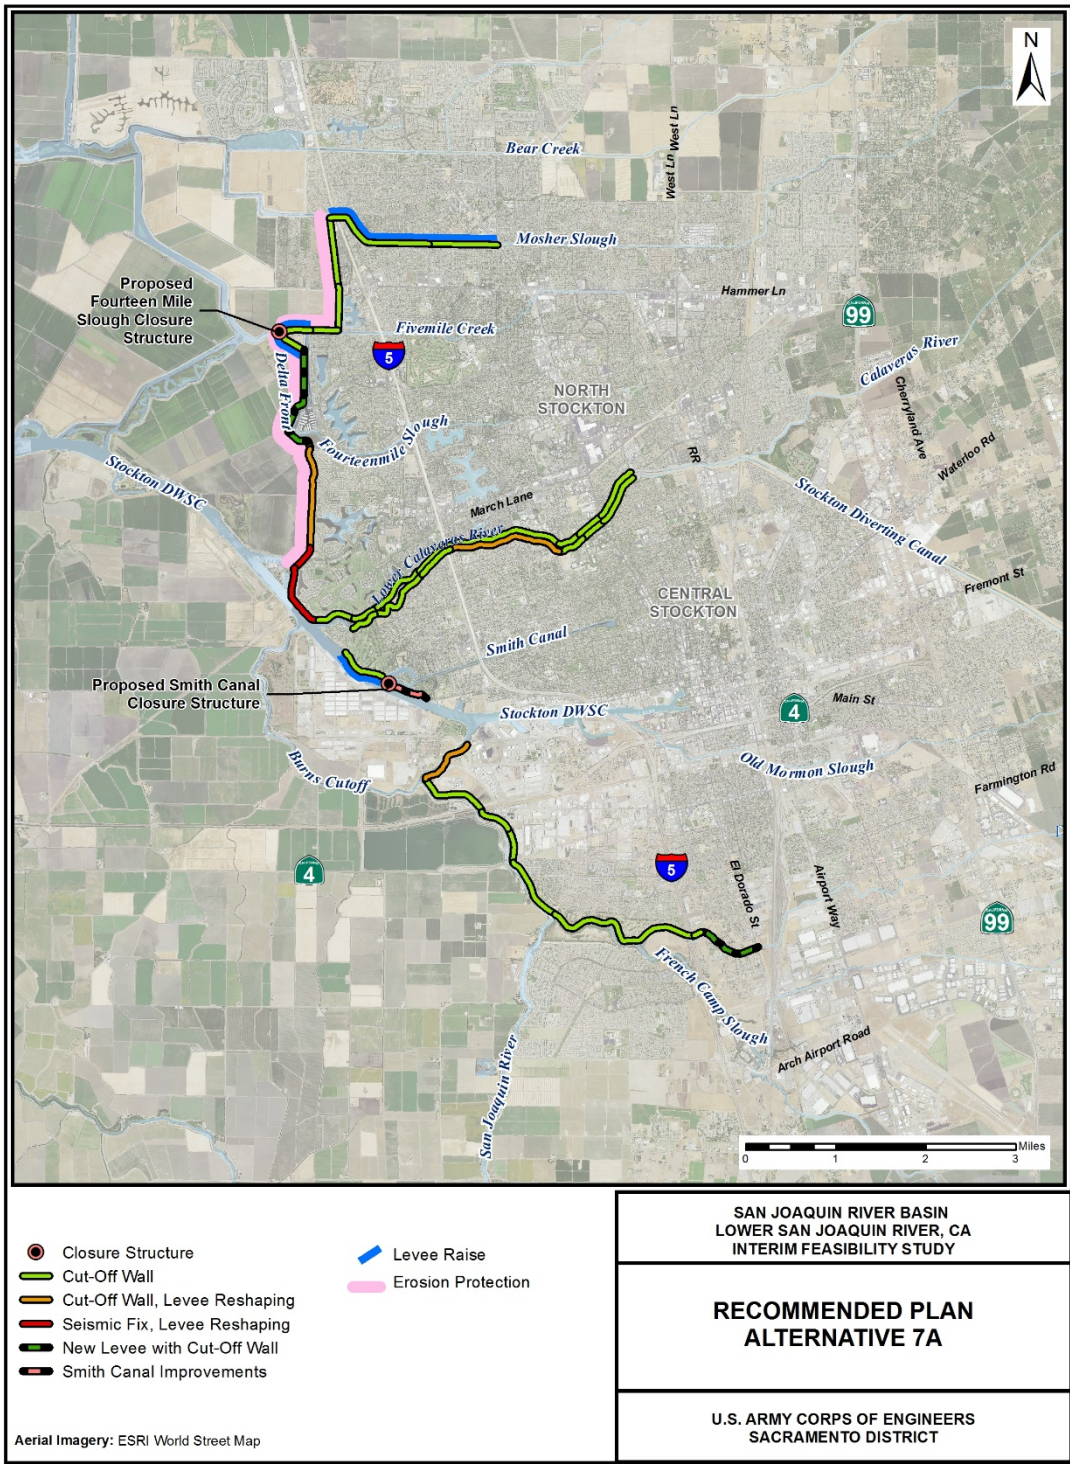 N
West Ln
West Ln
Bear Creek
Mosher Slough
Proposed
Fourteen Mile
Slough Closure
Structure
Hammer Ln
CALIFORNIA
99
Fivemile Creek
5
Calaveras River
Delta Front
NORTH
STOCKTON
Cherryland Ave
Fourteenmile Slough
Waterloo Rd
RR
Stockton DWSC
March Lane
Stockton Diverting Canal
Lower Calaveras River
Fremont St
CENTRAL
STOCKTON
Smith Canal
Proposed Smith Canal
Closure Structure
CALIFORNIA
4
Main St
Stockton DWSC
Burns Cutoff
Old Mormon Slough
Farmington Rd
CALIFORNIA
4
5
El Dorado St
Airport Way
CALIFORNIA
99
French Camp Slough
Arch Airport Road
San Joaquin River
Miles
0 1 2 3
Closure Structure
Cut-Off Wall
Cut-Off Wall, Levee Reshaping
Seismic Fix, Levee Reshaping
New Levee with Cut-Off Wall
Smith Canal Improvements
Levee Raise
Erosion Protection
Aerial Imagery: ESRI World Street Map
SAN JOAQUIN RIVER BASIN
LOWER SAN JOAQUIN RIVER, CA
INTERIM FEASIBILITY STUDY
RECOMMENDED PLAN
ALTERNATIVE 7A
U.S. ARMY CORPS OF ENGINEERS
SACRAMENTO DISTRICT